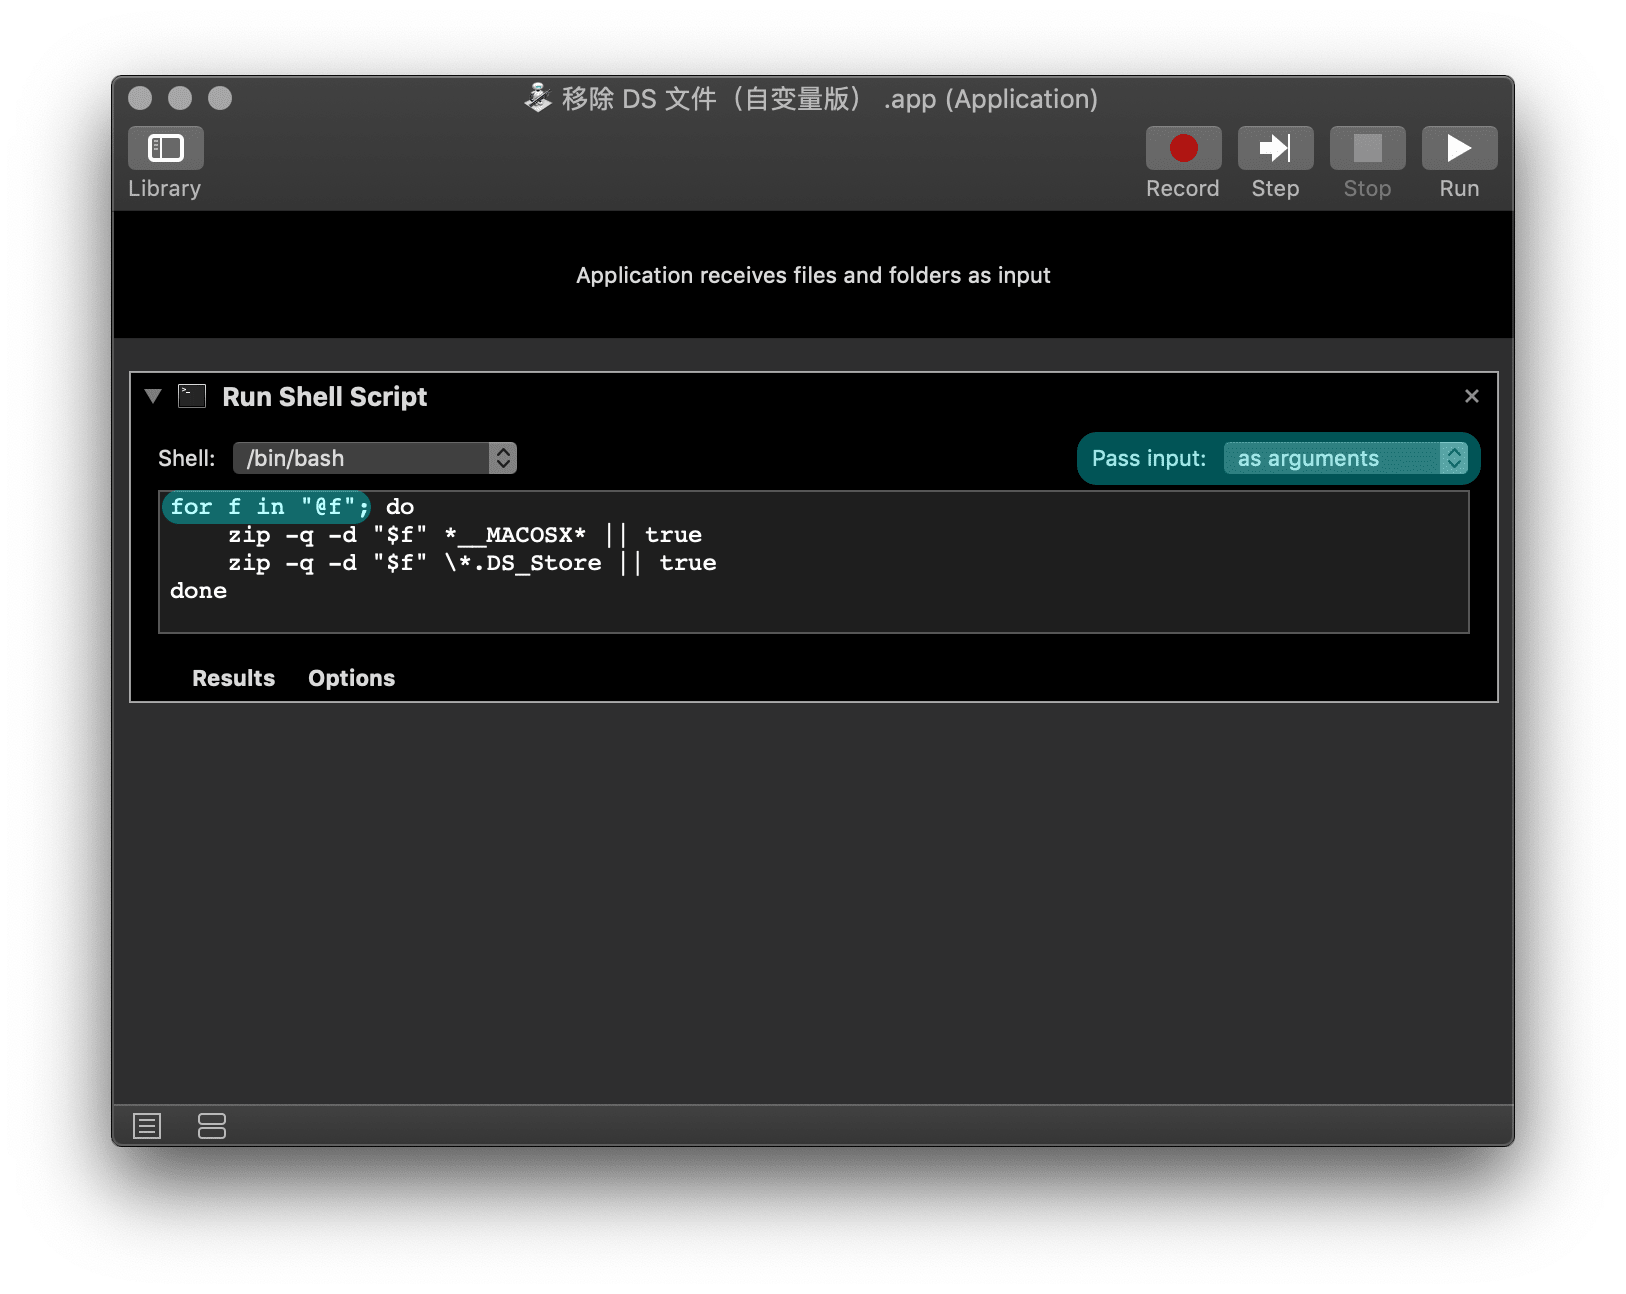 移除 DS 文件（自变量版） .app (Application)
Library
Record Step Stop Run
Application receives files and folders as input
Run Shell Script
Shell: /bin/bash Pass input: as arguments
for f in "@f"; do
    zip -q -d "$f" *__MACOSX* || true
    zip -q -d "$f" \*.DS_Store || true
done
Results Options